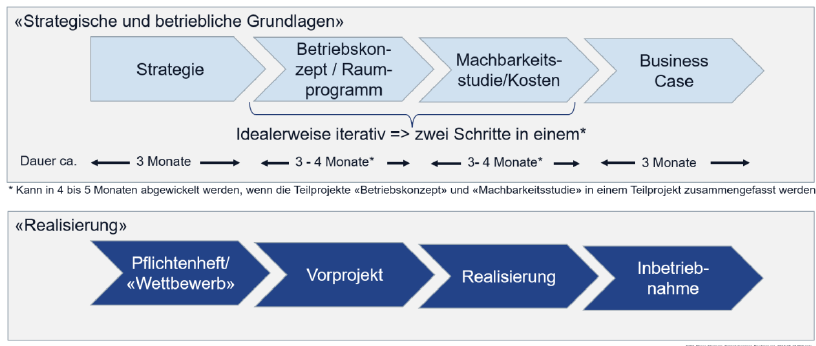 «Strategische und betriebliche Grundlagen»
Strategie
Betriebskon-
zept / Raum-
programm
Machbarkeits-
studie/Kosten
Business
Case
Idealerweise iterativ => zwei Schritte in einem*
Dauer ca.
3 Monate
3 - 4 Monate*
3- 4 Monate*
3 Monate
* Kann in 4 bis 5 Monaten abgewickelt werden, wenn die Teilprojekte «Betriebskonzept» und «Machbarkeitsstudie» in einem Teilprojekt zusammengefasst werden
«Realisierung»
Pflichtenheft/
«Wettbewerb»
Vorprojekt
Realisierung
Inbetrieb-
nahme